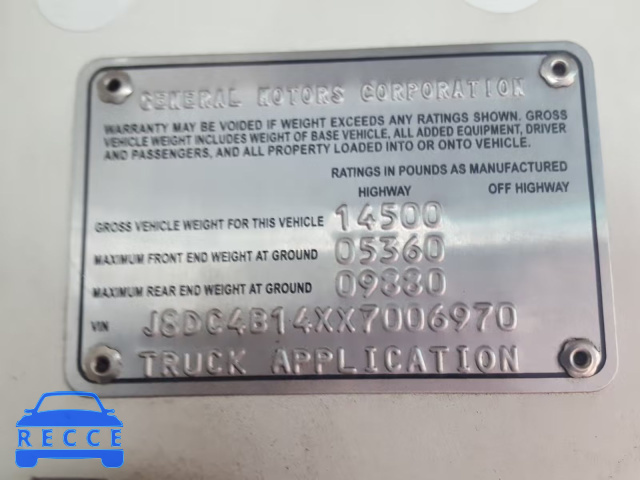 GENERAL MOTORS CORPORATION
WARRANTY MAY BE VOIDED IF WEIGHT EXCEEDS ANY RATINGS SHOWN. GROSS
VEHICLE WEIGHT INCLUDES WEIGHT OF BASE VEHICLE, ALL ADDED EQUIPMENT, DRIVER
AND PASSENGERS, AND ALL PROPERTY LOADED INTO OR ONTO VEHICLE.
RATINGS IN POUNDS AS MANUFACTURED
HIGHWAY OFF HIGHWAY
GROSS VEHICLE WEIGHT FOR THIS VEHICLE 14500
MAXIMUM FRONT END WEIGHT AT GROUND 05360
MAXIMUM REAR END WEIGHT AT GROUND 09880
VIN J8DC4B14XX7006970
TRUCK APPLICATION
RECCE